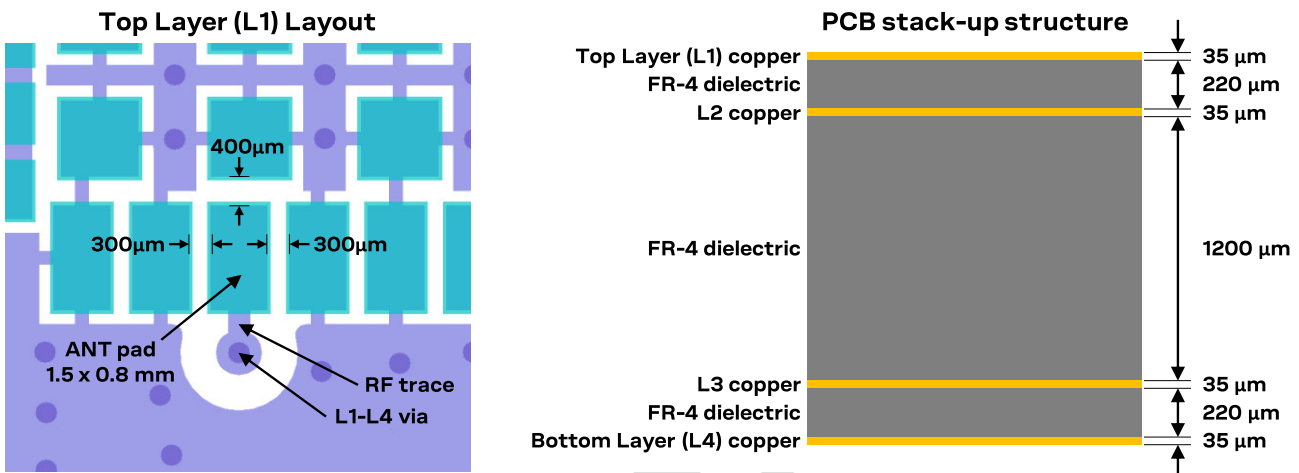 Top Layer (L1) Layout
400µm
300µm
300µm
ANT pad
1.5 x 0.8 mm
RF trace
L1-L4 via
PCB stack-up structure
Top Layer (L1) copper
35 µm
FR-4 dielectric
220 µm
L2 copper
35 µm
FR-4 dielectric
1200 µm
L3 copper
35 µm
FR-4 dielectric
220 µm
Bottom Layer (L4) copper
35 µm